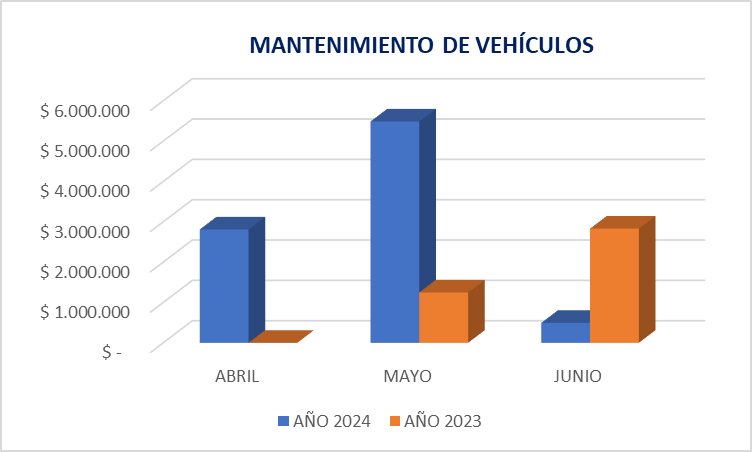 MANTENIMIENTO DE VEHÍCULOS
$ 6.000.000
$ 5.000.000
$ 4.000.000
$ 3.000.000
$ 2.000.000
$ 1.000.000
$ -
ABRIL MAYO JUNIO
AÑO 2024 AÑO 2023